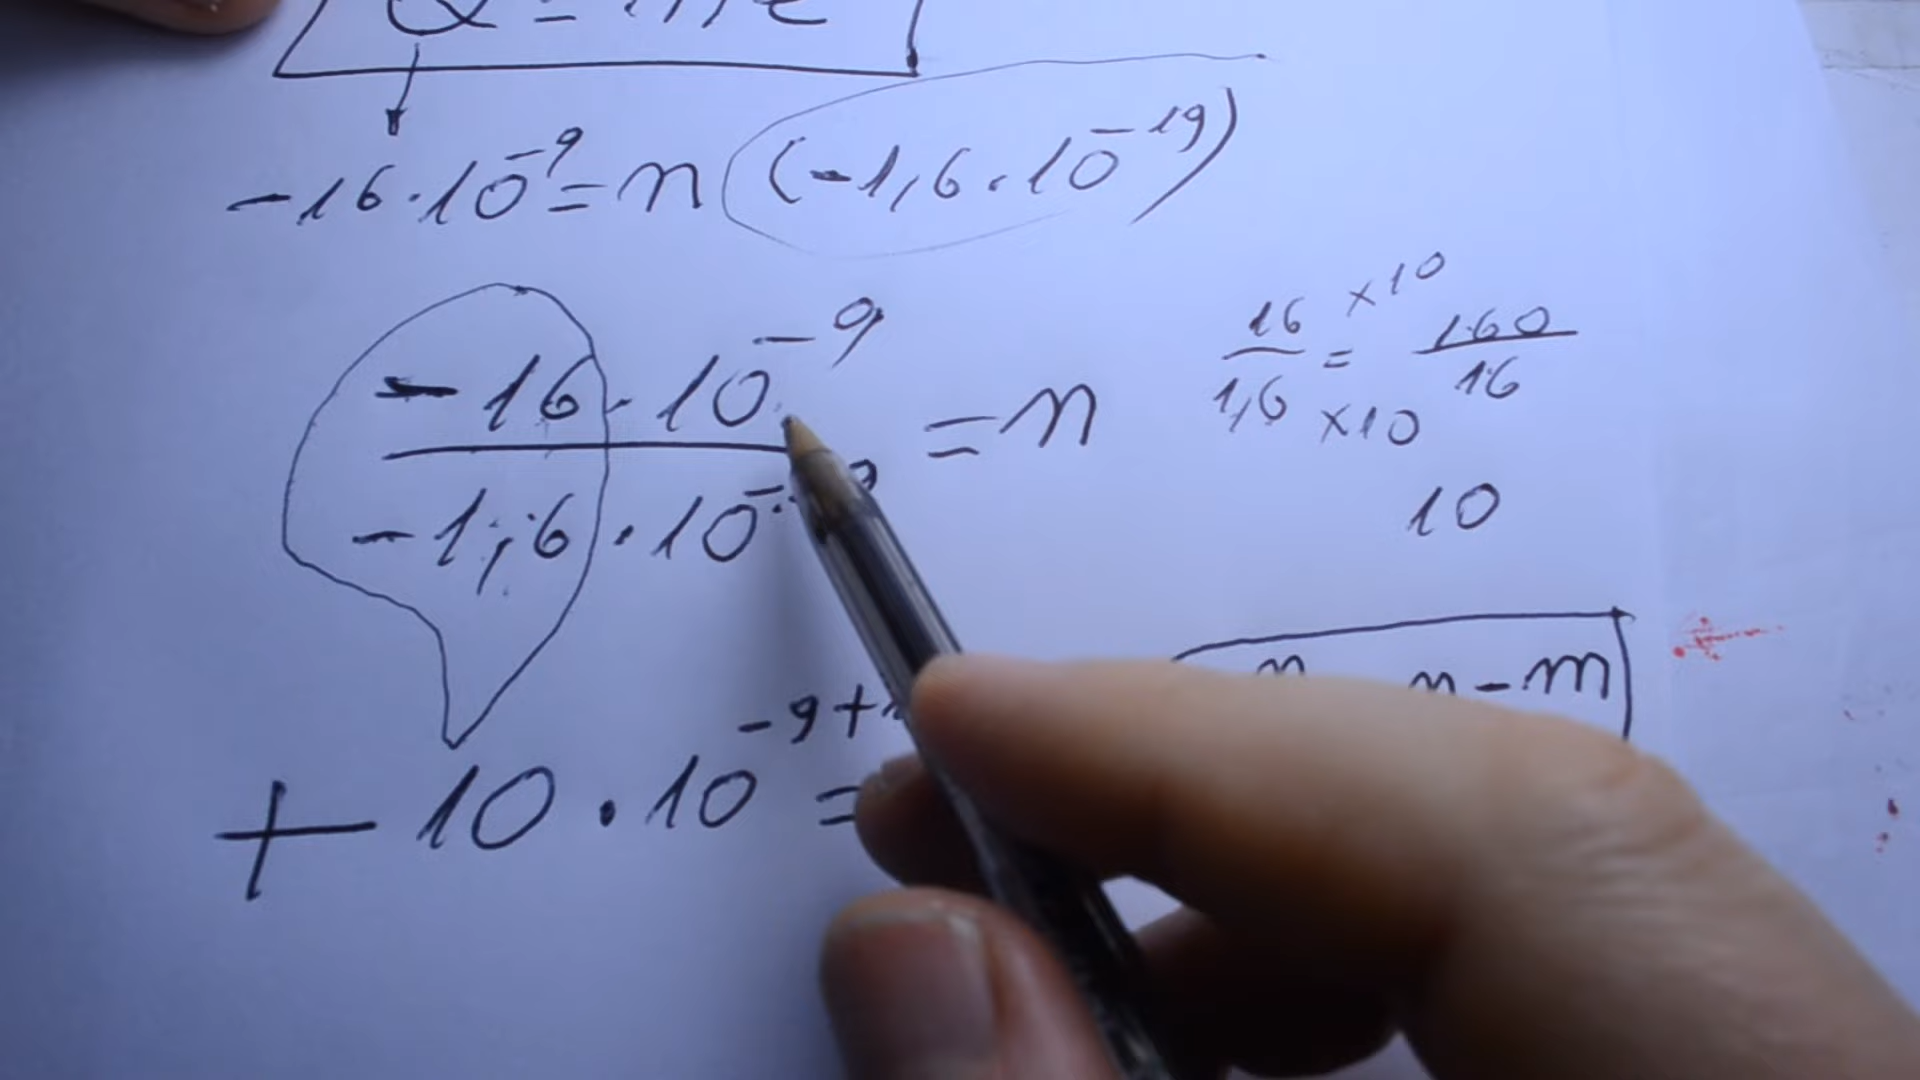 -16·10⁻⁹=n (-1,6·10⁻¹⁹)
-16·10⁻⁹
-1,6·10⁻
=n
16 ×10
1,6 ×10
=
160
16
10
n n-m
+ 10·10⁻⁹⁺ =